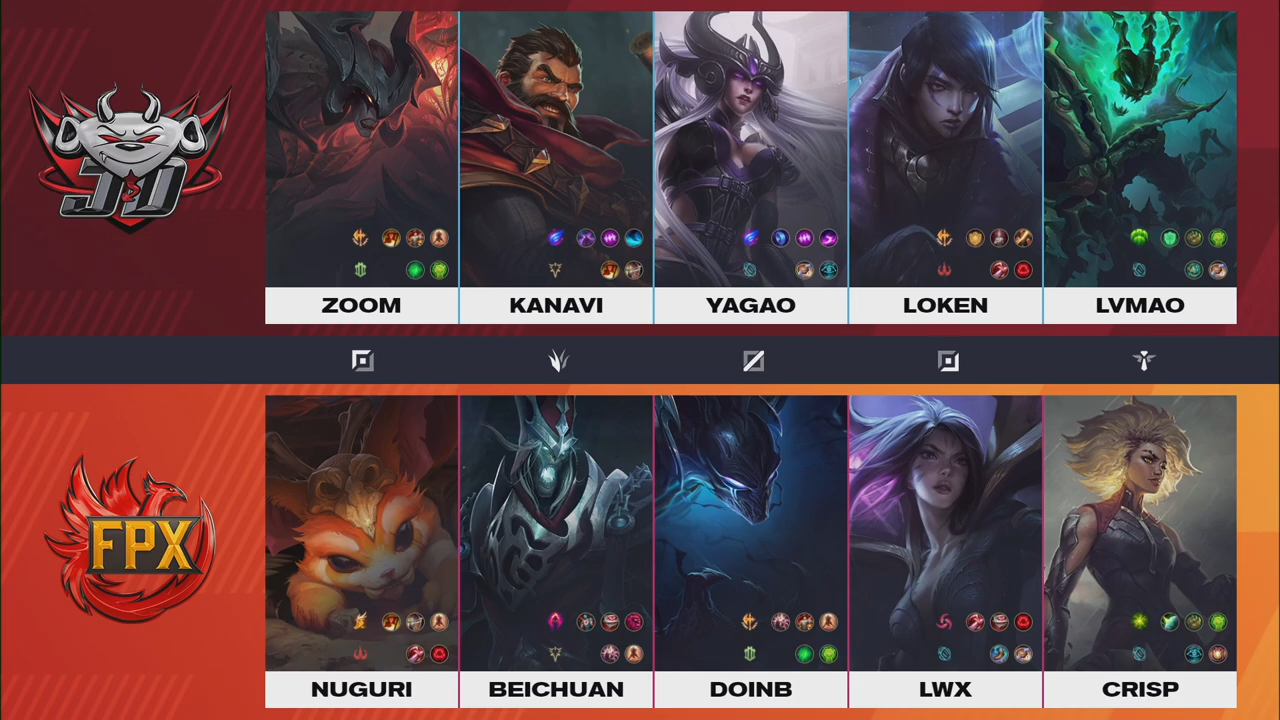 JD
ZOOM
KANAVI
YAGAO
LOKEN
LVMAO
FPX
NUGURI
BEICHUAN
DOINB
LWX
CRISP